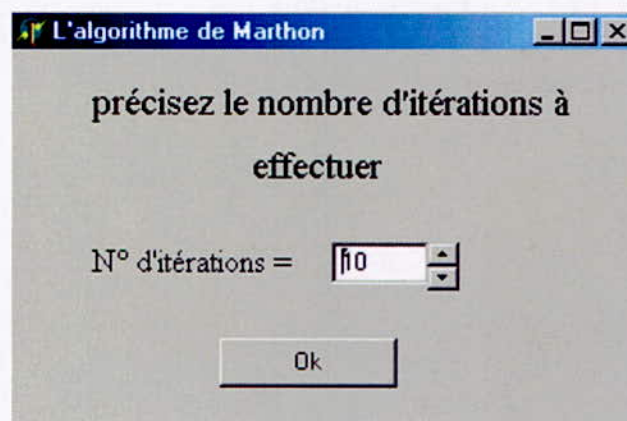 L'algorithme de Marthon
précisez le nombre d'itérations à
effectuer
N° d'itérations = 10
Ok